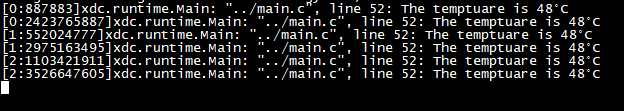 [0:887883]xdc.runtime.Main: "../main.c", line 52: The temptuare is 48°C
[0:2423765887]xdc.runtime.Main: "../main.c", line 52: The temptuare is 48°C
[1:552024777]xdc.runtime.Main: "../main.c", line 52: The temptuare is 48°C
[1:2975163495]xdc.runtime.Main: "../main.c", line 52: The temptuare is 48°C
[2:1103421911]xdc.runtime.Main: "../main.c", line 52: The temptuare is 48°C
[2:3526647605]xdc.runtime.Main: "../main.c", line 52: The temptuare is 48°C